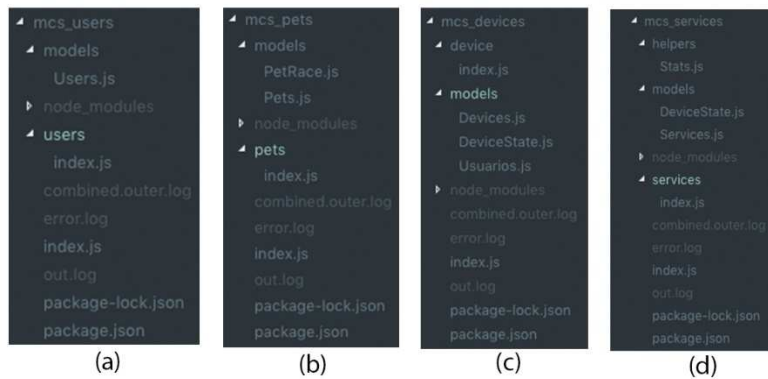 mcs_users
models
Users.js
node_modules
users
index.js
combined.outer.log
error.log
index.js
out.log
package-lock.json
package.json
(a)
mcs_pets
models
PetRace.js
Pets.js
node_modules
pets
index.js
combined.outer.log
error.log
index.js
out.log
package-lock.json
package.json
(b)
mcs_devices
device
index.js
models
Devices.js
DeviceState.js
Usuarios.js
node_modules
combined.outer.log
error.log
index.js
out.log
package-lock.json
package.json
(c)
mcs_services
helpers
Stats.js
models
DeviceState.js
Services.js
node_modules
services
index.js
combined.outer.log
error.log
index.js
out.log
package-lock.json
package.json
(d)